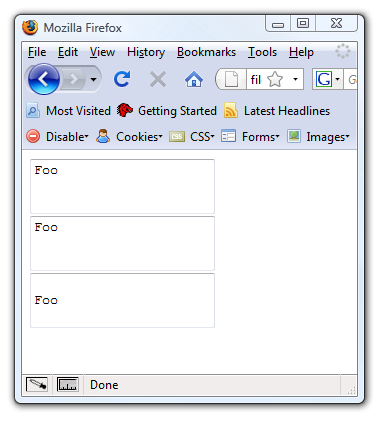 Mozilla Firefox
File Edit View History Bookmarks Tools Help
fil G
Most Visited Getting Started Latest Headlines
Disable Cookies CSS Forms Images
Foo
Foo
Foo
Done